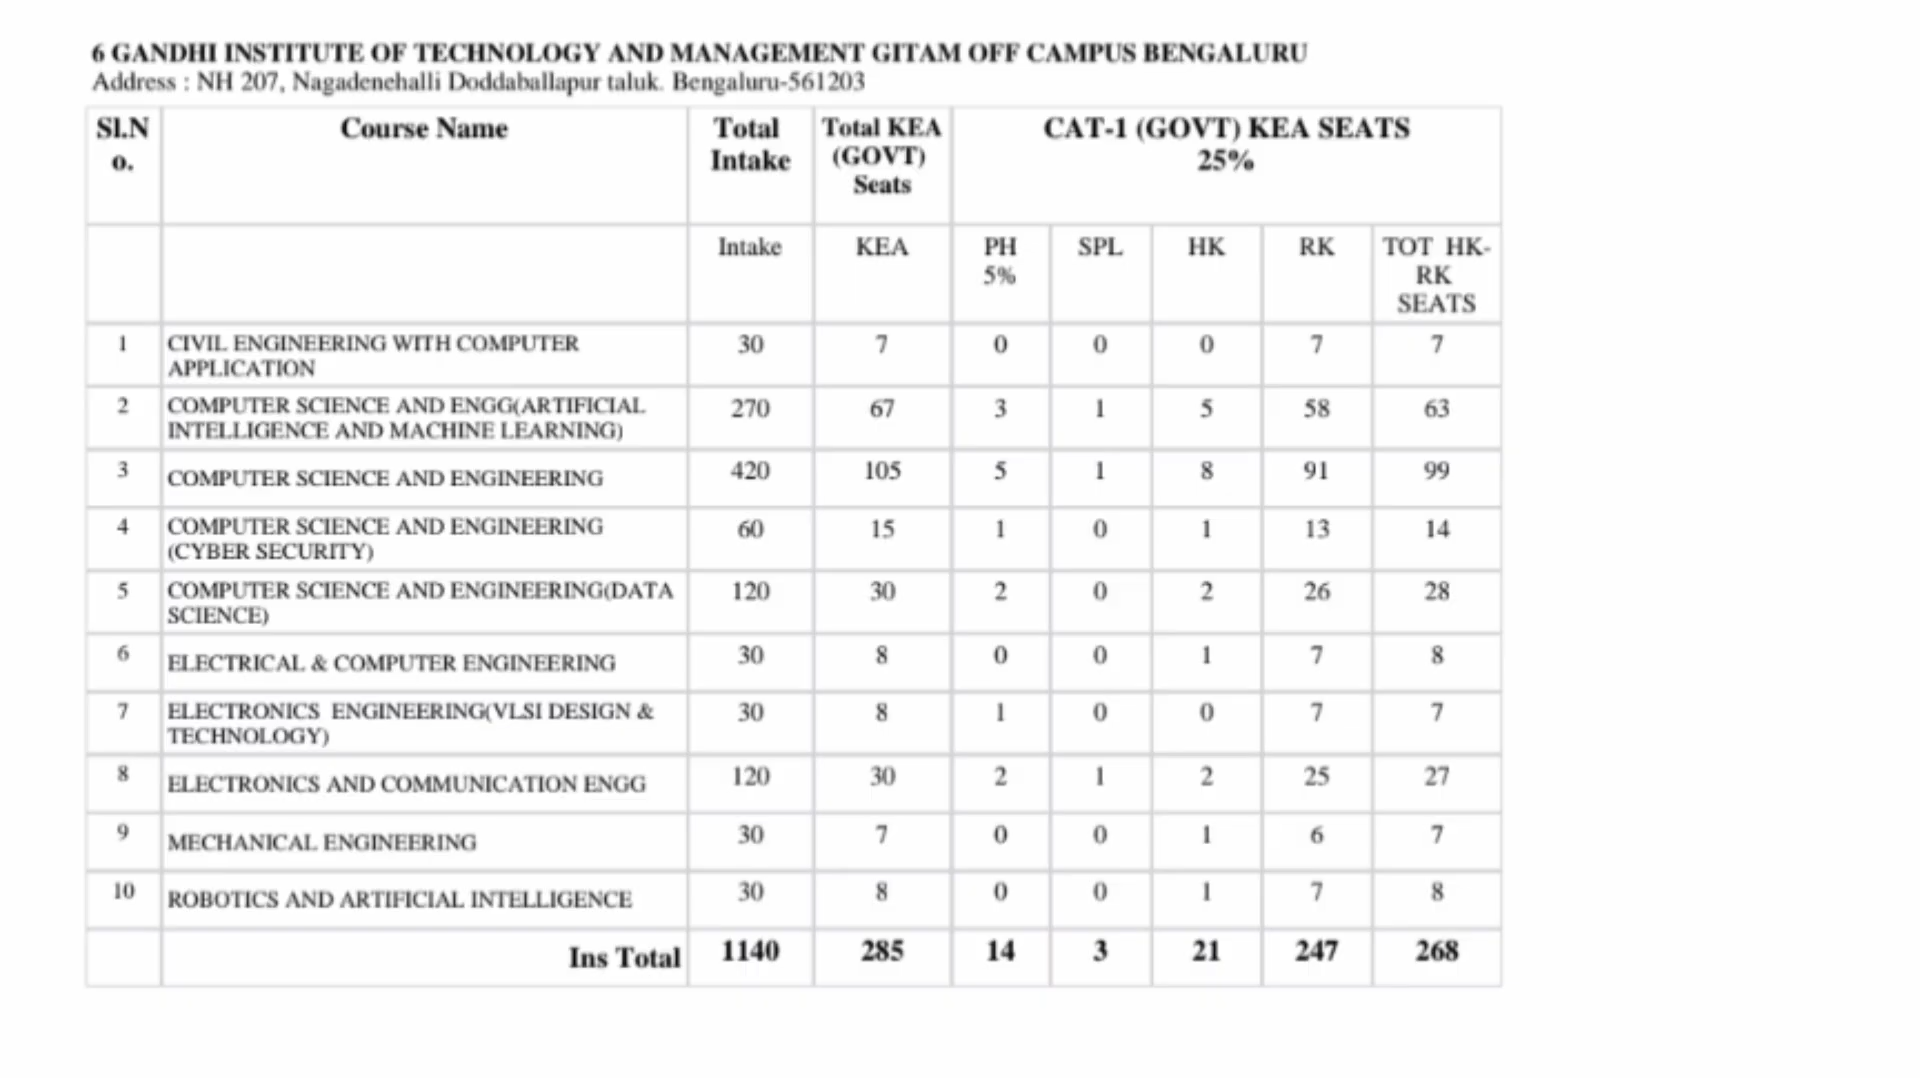 6 GANDHI INSTITUTE OF TECHNOLOGY AND MANAGEMENT GITAM OFF CAMPUS BENGALURU
Address : NH 207, Nagadenehalli Doddaballapur taluk. Bengaluru-561203
Sl.N o. Course Name Total Intake Total KEA (GOVT) Seats CAT-1 (GOVT) KEA SEATS 25%
Intake KEA PH 5% SPL HK RK TOT HK-RK SEATS
1 CIVIL ENGINEERING WITH COMPUTER APPLICATION 30 7 0 0 0 7 7
2 COMPUTER SCIENCE AND ENGG(ARTIFICIAL INTELLIGENCE AND MACHINE LEARNING) 270 67 3 1 5 58 63
3 COMPUTER SCIENCE AND ENGINEERING 420 105 5 1 8 91 99
4 COMPUTER SCIENCE AND ENGINEERING (CYBER SECURITY) 60 15 1 0 1 13 14
5 COMPUTER SCIENCE AND ENGINEERING(DATA SCIENCE) 120 30 2 0 2 26 28
6 ELECTRICAL & COMPUTER ENGINEERING 30 8 0 0 1 7 8
7 ELECTRONICS ENGINEERING(VLSI DESIGN & TECHNOLOGY) 30 8 1 0 0 7 7
8 ELECTRONICS AND COMMUNICATION ENGG 120 30 2 1 2 25 27
9 MECHANICAL ENGINEERING 30 7 0 0 1 6 7
10 ROBOTICS AND ARTIFICIAL INTELLIGENCE 30 8 0 0 1 7 8
Ins Total 1140 285 14 3 21 247 268